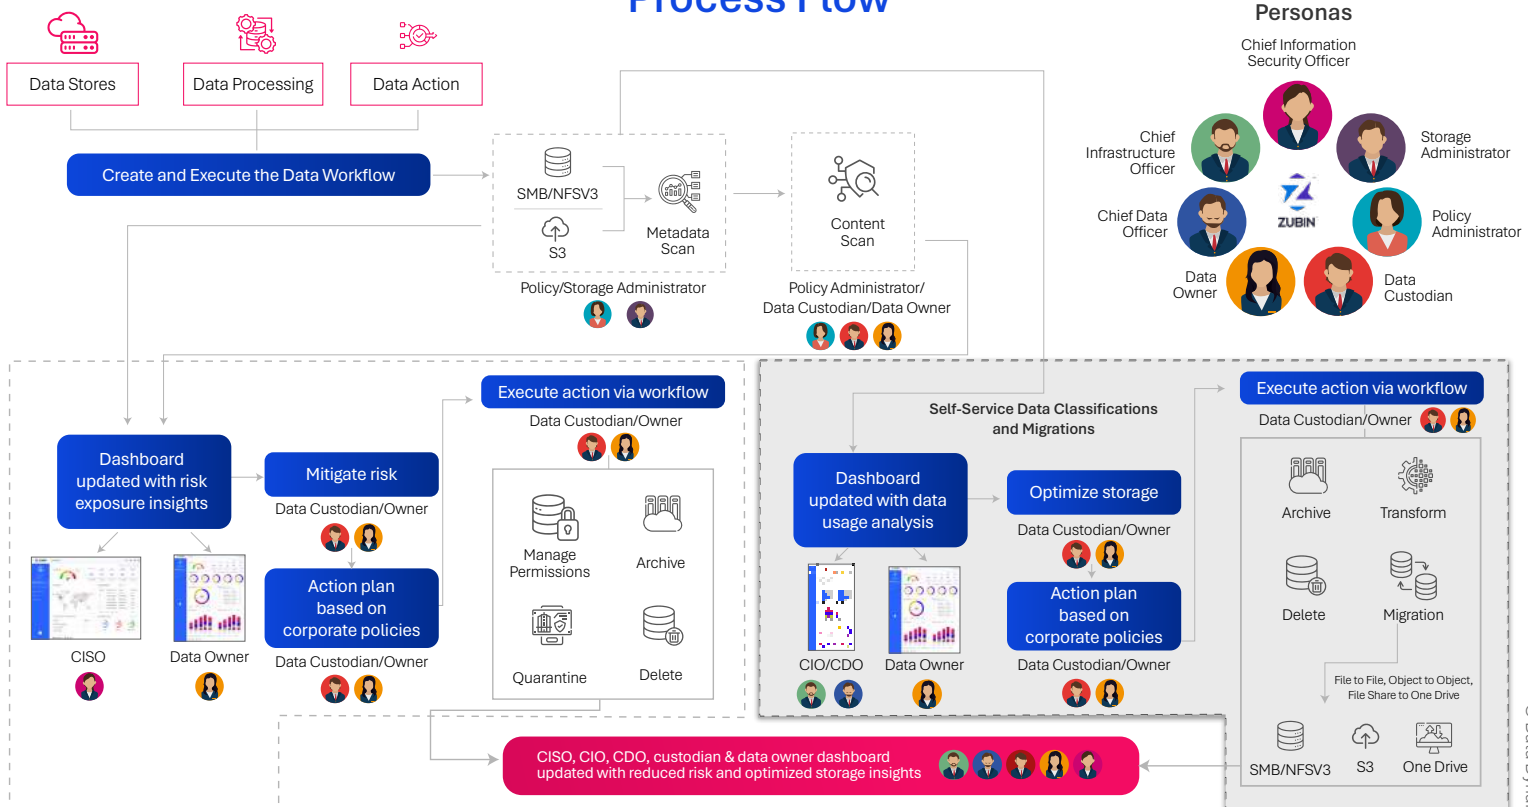 Process Flow
Data Stores
Data Processing
Data Action
Create and Execute the Data Workflow
SMB/NFSV3
S3
Metadata
Scan
Policy/Storage Administrator
Content
Scan
Policy Administrator/
Data Custodian/Data Owner
Personas
Chief Information
Security Officer
Chief
Infrastructure
Officer
Storage
Administrator
Chief Data
Officer
ZUBIN
Policy
Administrator
Data
Owner
Data
Custodian
Dashboard
updated with risk
exposure insights
CISO
Data Owner
Mitigate risk
Data Custodian/Owner
Action plan
based on
corporate policies
Data Custodian/Owner
Execute action via workflow
Data Custodian/Owner
Manage
Permissions
Archive
Quarantine
Delete
Self-Service Data Classifications
and Migrations
Dashboard
updated with data
usage analysis
CIO/CDO
Data Owner
Optimize storage
Data Custodian/Owner
Action plan
based on
corporate policies
Data Custodian/Owner
Execute action via workflow
Data Custodian/Owner
Archive
Transform
Delete
Migration
File to File, Object to Object,
File Share to One Drive
SMB/NFSV3
S3
One Drive
CISO, CIO, CDO, custodian & data owner dashboard
updated with reduced risk and optimized storage insights